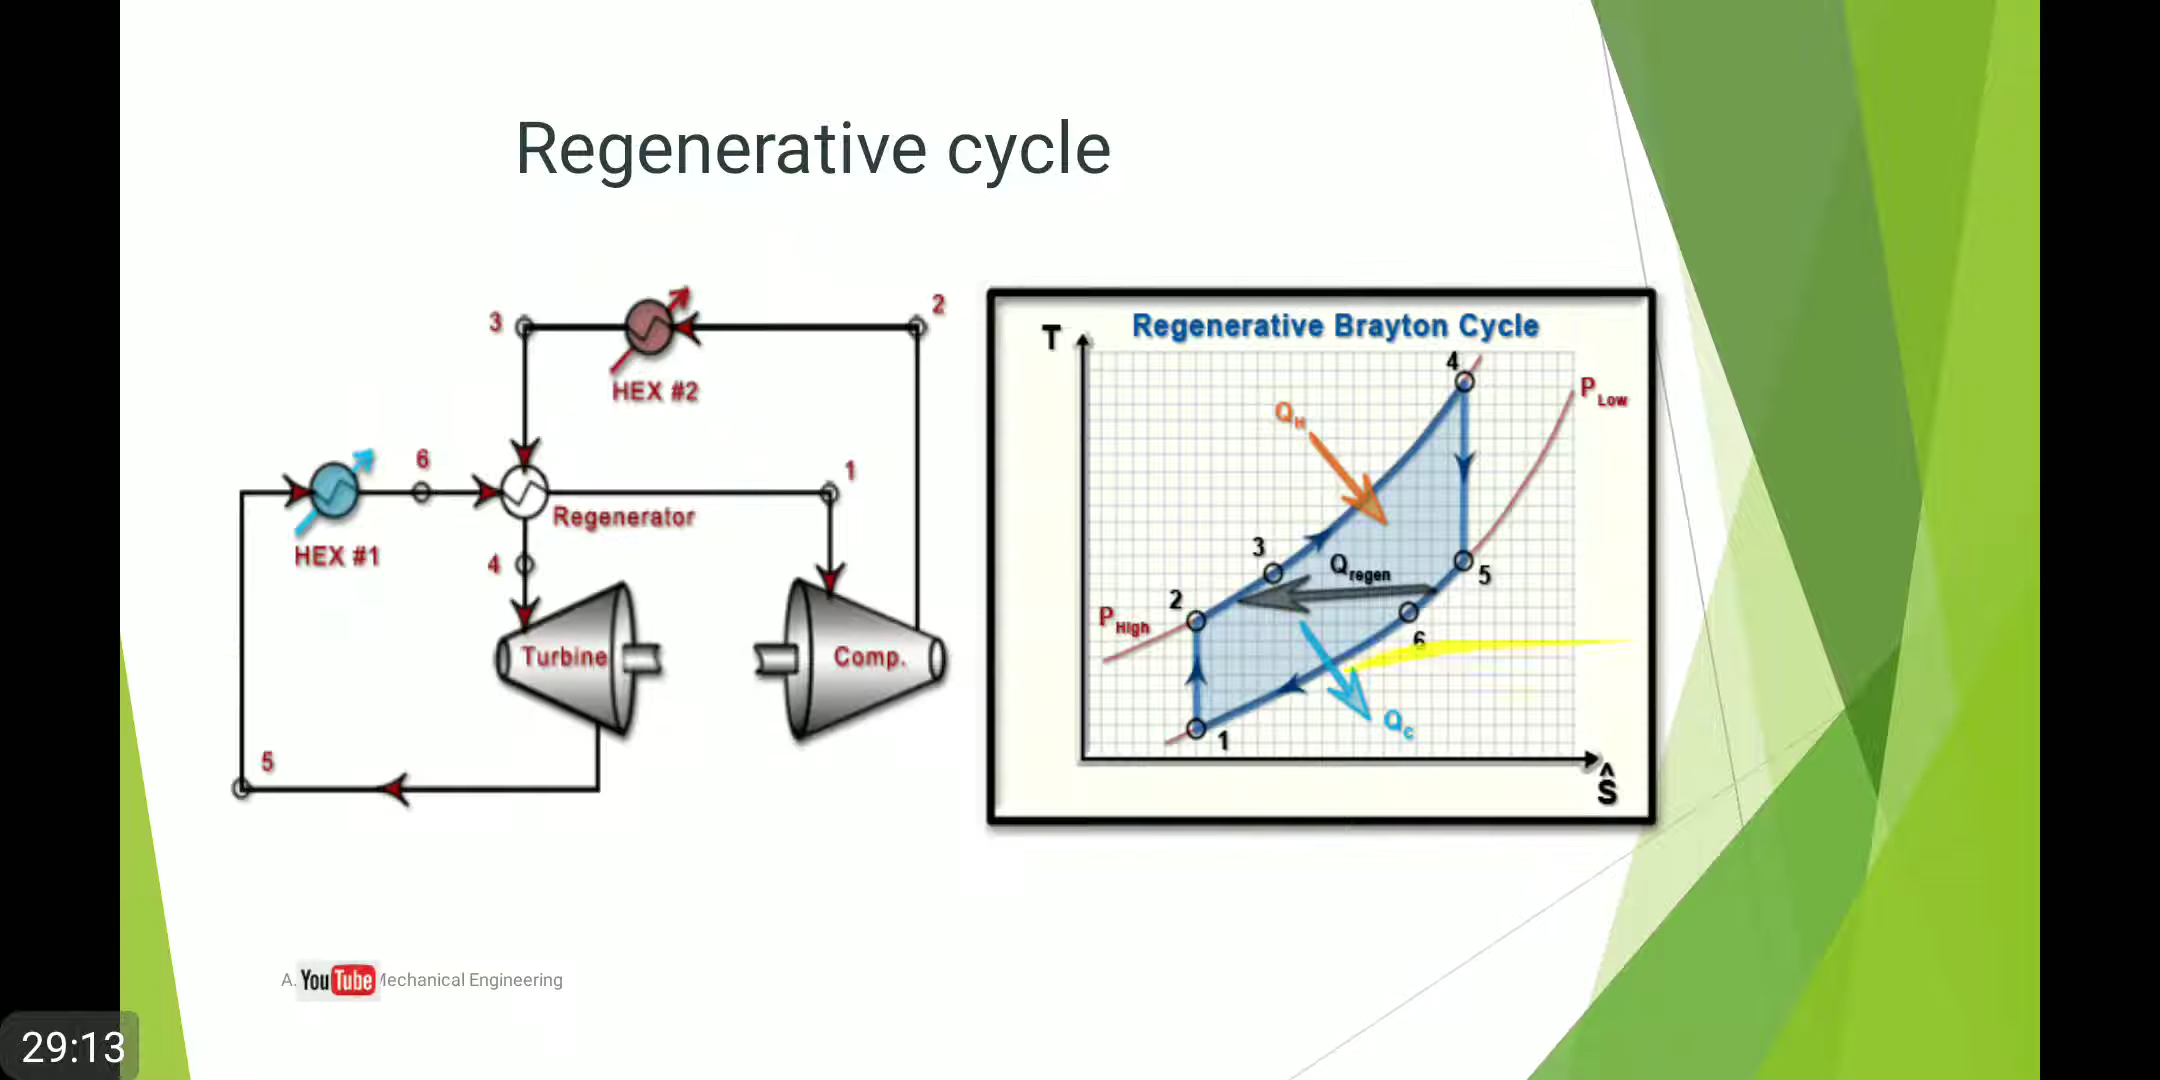 Regenerative cycle
3
2
HEX #2
6
1
Regenerator
HEX #1
4
Turbine
Comp.
5
Regenerative Brayton Cycle
T
4
P Low
QH
3
Qregen
5
2
PHigh
6
QC
1
Ŝ
A. YouTube Mechanical Engineering
29:13